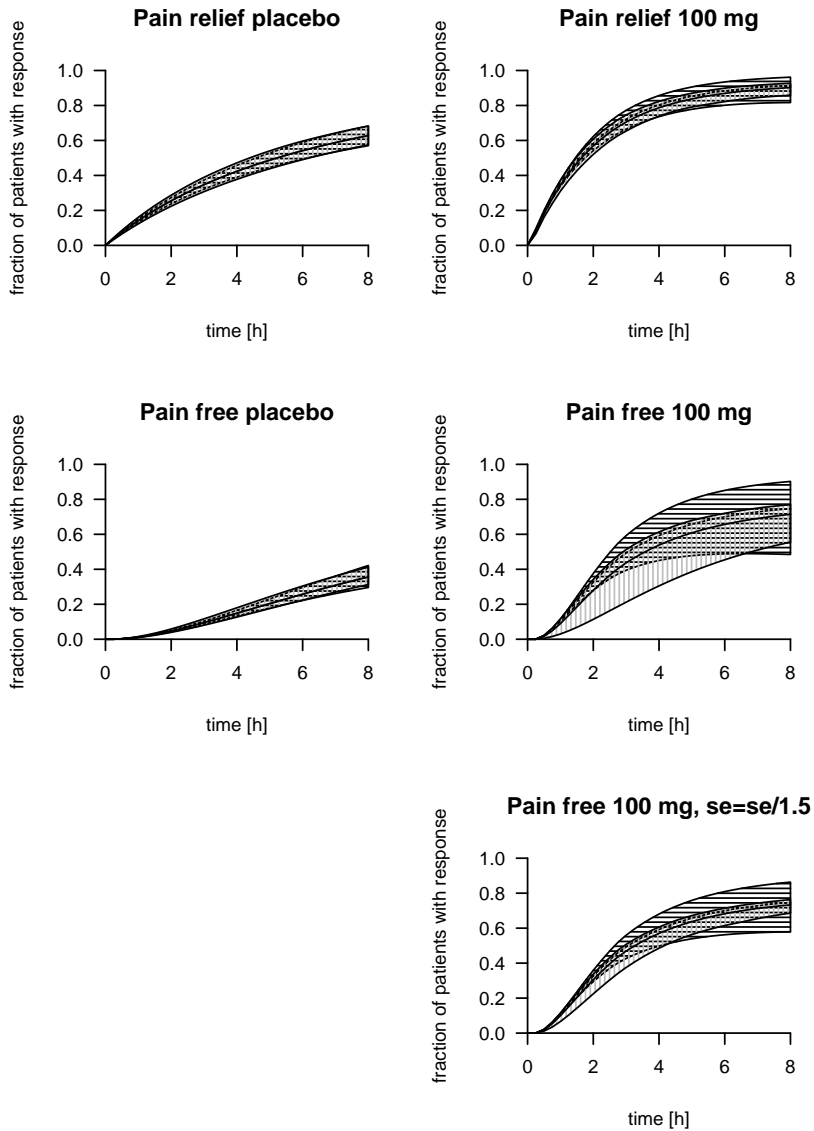 Pain relief placebo
fraction of patients with response
1.0
0.8
0.6
0.4
0.2
0.0
0 2 4 6 8
time [h]
Pain relief 100 mg
fraction of patients with response
1.0
0.8
0.6
0.4
0.2
0.0
0 2 4 6 8
time [h]
Pain free placebo
fraction of patients with response
1.0
0.8
0.6
0.4
0.2
0.0
0 2 4 6 8
time [h]
Pain free 100 mg
fraction of patients with response
1.0
0.8
0.6
0.4
0.2
0.0
0 2 4 6 8
time [h]
Pain free 100 mg, se=se/1.5
fraction of patients with response
1.0
0.8
0.6
0.4
0.2
0.0
0 2 4 6 8
time [h]